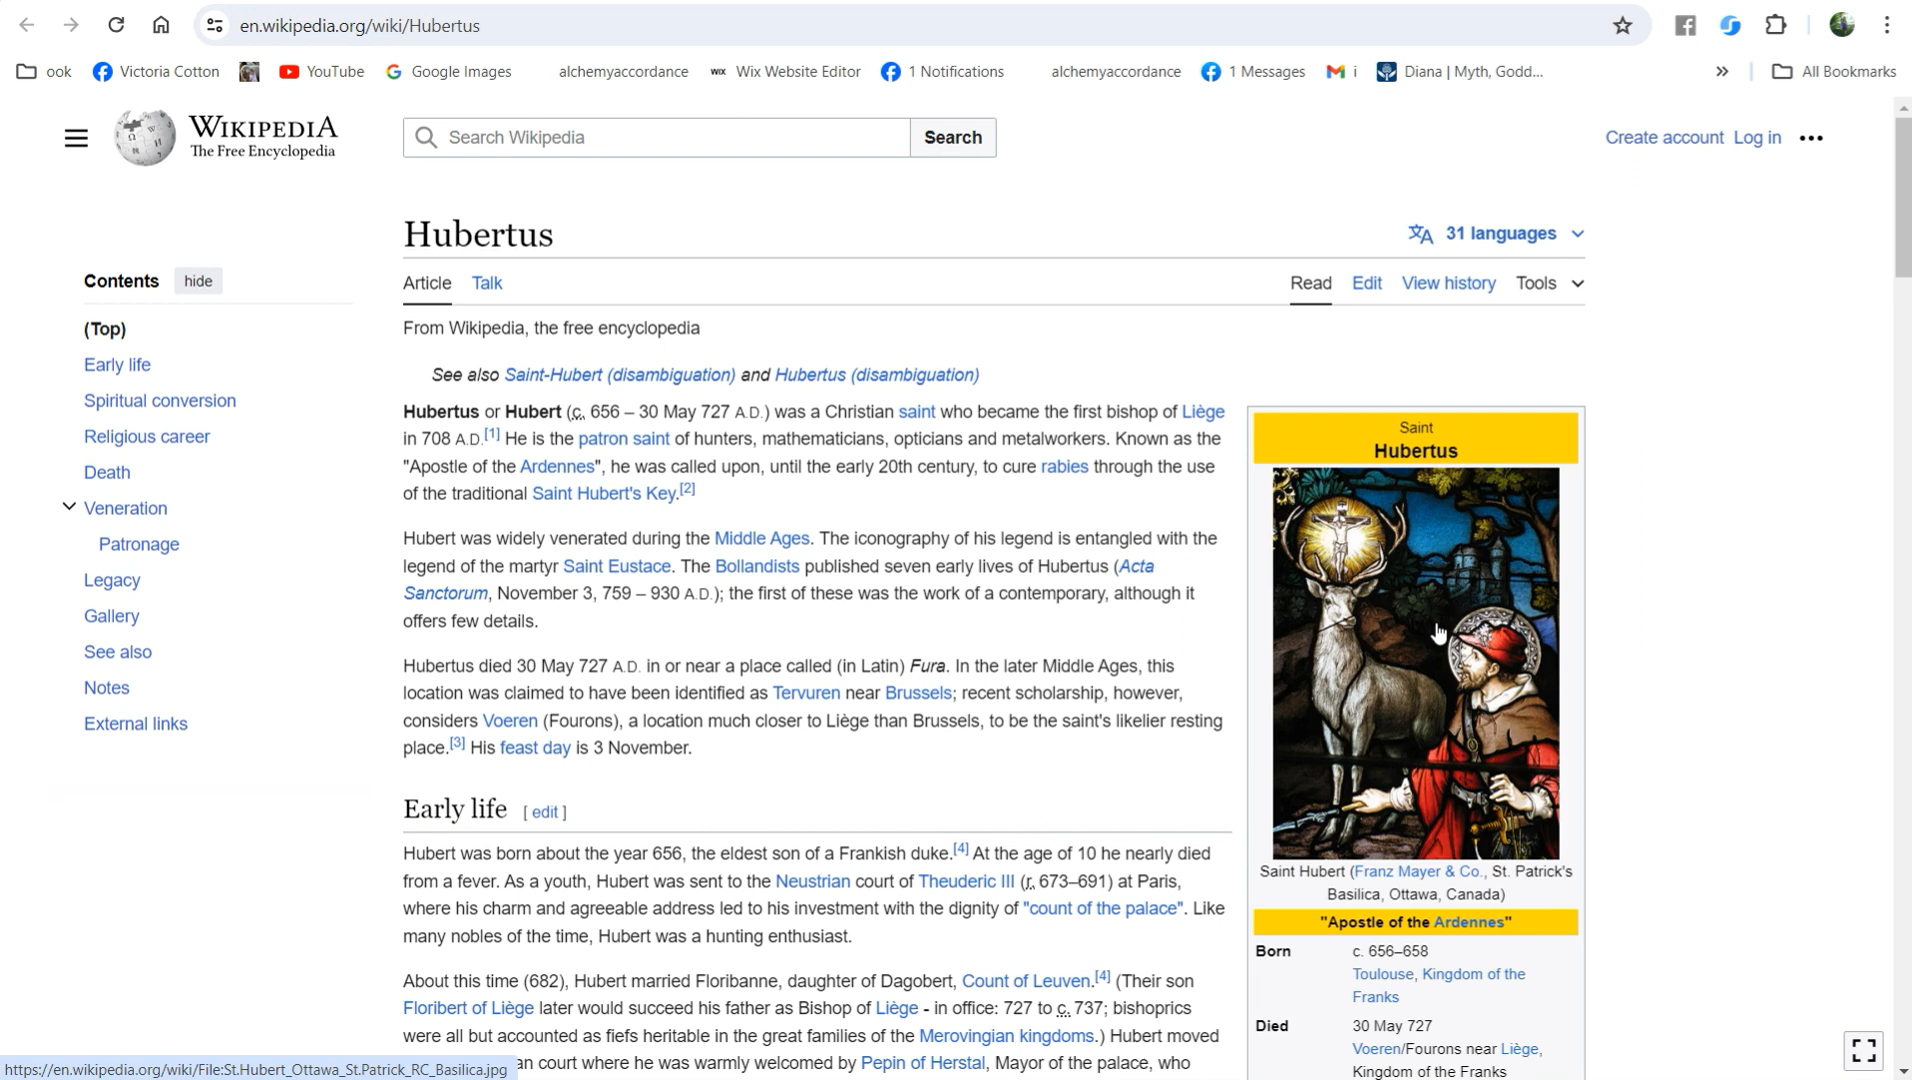 en.wikipedia.org/wiki/Hubertus
ook
Victoria Cotton
YouTube
Google Images
alchemyaccordance
Wix Website Editor
1 Notifications
alchemyaccordance
1 Messages
i
Diana | Myth, Godd...
All Bookmarks
WIKIPEDIA
The Free Encyclopedia
Search Wikipedia
Search
Create account Log in
Hubertus
31 languages
Contents hide
Article Talk
Read Edit View history Tools
(Top)
Early life
Spiritual conversion
Religious career
Death
Veneration
Patronage
Legacy
Gallery
See also
Notes
External links
From Wikipedia, the free encyclopedia
See also Saint-Hubert (disambiguation) and Hubertus (disambiguation)
Hubertus or Hubert (c. 656 – 30 May 727 A.D.) was a Christian saint who became the first bishop of Liège
in 708 A.D.[1] He is the patron saint of hunters, mathematicians, opticians and metalworkers. Known as the
"Apostle of the Ardennes", he was called upon, until the early 20th century, to cure rabies through the use
of the traditional Saint Hubert's Key.[2]
Hubert was widely venerated during the Middle Ages. The iconography of his legend is entangled with the
legend of the martyr Saint Eustace. The Bollandists published seven early lives of Hubertus (Acta
Sanctorum, November 3, 759 – 930 A.D.); the first of these was the work of a contemporary, although it
offers few details.
Hubertus died 30 May 727 A.D. in or near a place called (in Latin) Fura. In the later Middle Ages, this
location was claimed to have been identified as Tervuren near Brussels; recent scholarship, however,
considers Voeren (Fourons), a location much closer to Liège than Brussels, to be the saint's likelier resting
place.[3] His feast day is 3 November.
Early life [ edit ]
Hubert was born about the year 656, the eldest son of a Frankish duke.[4] At the age of 10 he nearly died
from a fever. As a youth, Hubert was sent to the Neustrian court of Theuderic III (r. 673–691) at Paris,
where his charm and agreeable address led to his investment with the dignity of "count of the palace". Like
many nobles of the time, Hubert was a hunting enthusiast.
About this time (682), Hubert married Floribanne, daughter of Dagobert, Count of Leuven.[4] (Their son
Floribert of Liège later would succeed his father as Bishop of Liège - in office: 727 to c. 737; bishoprics
were all but accounted as fiefs heritable in the great families of the Merovingian kingdoms.) Hubert moved
an court where he was warmly welcomed by Pepin of Herstal, Mayor of the palace, who
Saint
Hubertus
Saint Hubert (Franz Mayer & Co., St. Patrick's
Basilica, Ottawa, Canada)
"Apostle of the Ardennes"
Born c. 656–658
Toulouse, Kingdom of the
Franks
Died 30 May 727
Voeren/Fourons near Liège,
Kingdom of the Franks
https://en.wikipedia.org/wiki/File:St.Hubert_Ottawa_St.Patrick_RC_Basilica.jpg